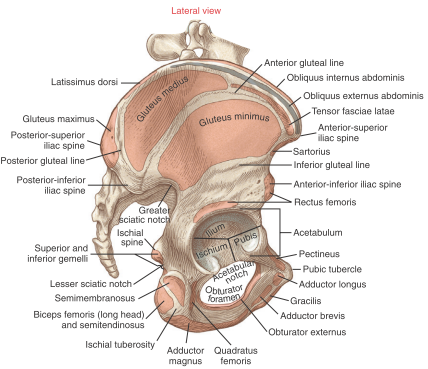 Lateral view
Anterior gluteal line
Obliquus internus abdominis
Latissimus dorsi
Gluteus medius
Obliquus externus abdominis
Tensor fasciae latae
Gluteus maximus
Gluteus minimus
Anterior-superior
iliac spine
Posterior-superior
iliac spine
Sartorius
Posterior gluteal line
Inferior gluteal line
Posterior-inferior
iliac spine
Anterior-inferior iliac spine
Rectus femoris
Greater
sciatic notch
Ischial
spine
Ilium
Pubis
Ischium
Acetabulum
Superior and
inferior gemelli
Pectineus
Acetabular
notch
Pubic tubercle
Lesser sciatic notch
Adductor longus
Semimembranosus
Obturator
foramen
Gracilis
Biceps femoris (long head)
and semitendinosus
Adductor brevis
Obturator externus
Ischial tuberosity
Adductor
magnus
Quadratus
femoris